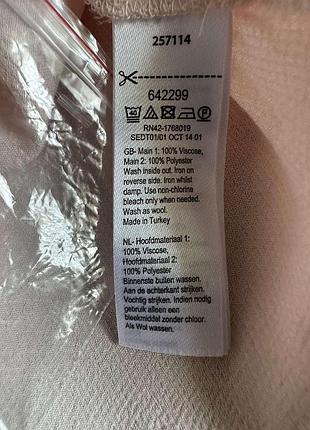 257114
642299
40 P
RN42-1768019
SEDT01/01 OCT 14 01
GB- Main 1: 100% Viscose,
Main 2: 100% Polyester
Wash inside out. Iron on
reverse side. Iron whilst
damp. Use non-chlorine
bleach only when needed.
Wash as wool.
Made in Turkey
NL- Hoofdmateriaal 1:
100% Viscose,
Hoofdmateriaal 2:
100% Polyester
Binnenste buiten wassen.
Aan de achterkant strijken.
Vochtig strijken. Indien nodig
gebruik alleen een
bleekmiddel zonder chloor.
Als Wol wassen.